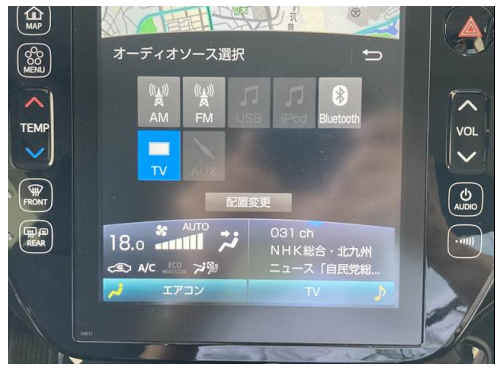 MAP
MENU
TEMP
FRONT
REAR
オーディオソース選択
AM
FM
USB
iPod
Bluetooth
TV
AUX
配置変更
18.0
AUTO
A/C
ECO
031 ch
NHK総合・北九州
ニュース「自民党総...
エアコン
TV
VOL
AUDIO